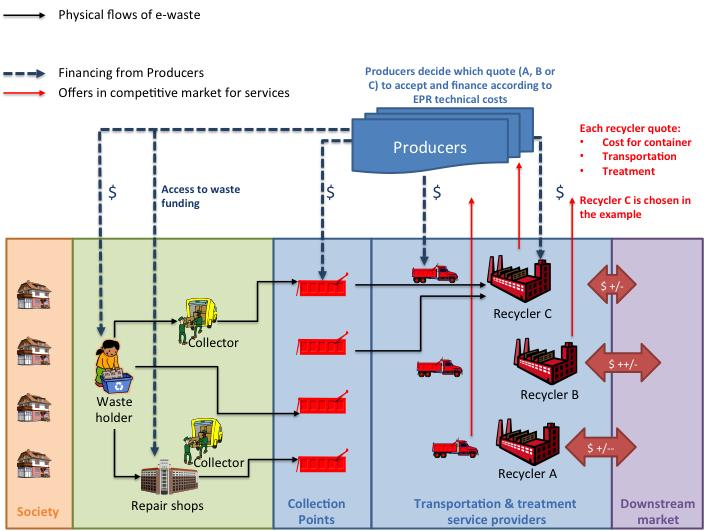 Physical flows of e-waste
Financing from Producers
Offers in competitive market for services
Producers decide which quote (A, B or
C) to accept and finance according to
EPR technical costs
Producers
Each recycler quote:
• Cost for container
• Transportation
• Treatment
Recycler C is chosen in
the example
$
Access to waste
funding
$
$
$
Collector
Waste
holder
Collector
Repair shops
Recycler C
Recycler B
Recycler A
$ +/-
$ ++/-
$ +/--
Society
Collection
Points
Transportation & treatment
service providers
Downstream
market